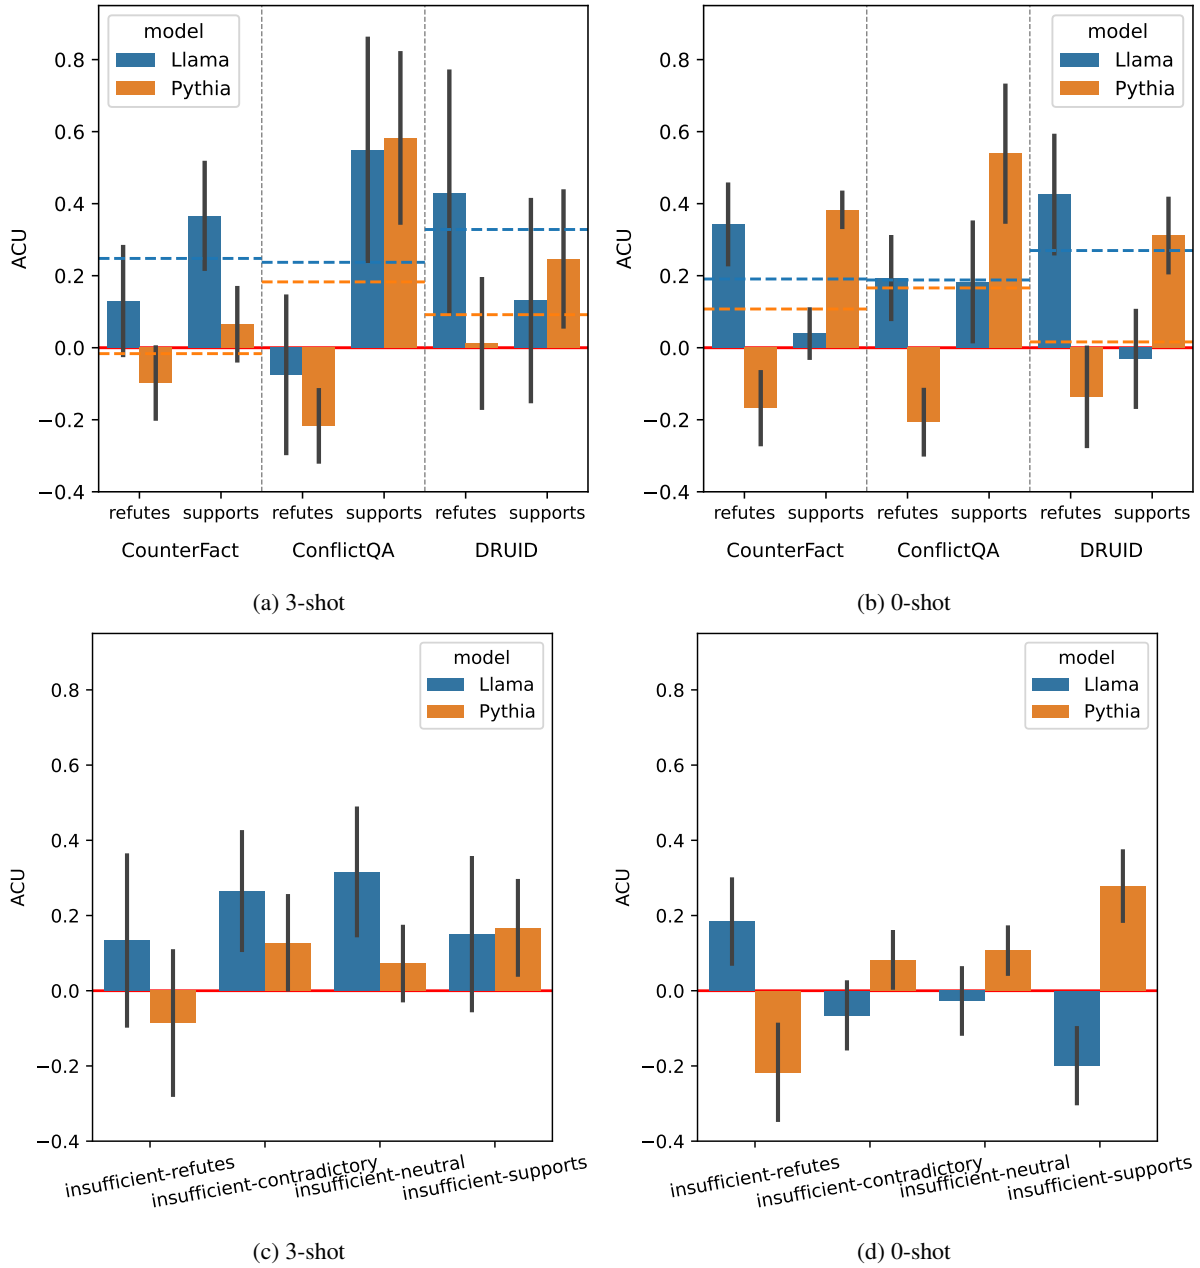 model
Llama
Pythia
ACU
0.8
0.6
0.4
0.2
0.0
−0.2
−0.4
refutes supports refutes supports refutes supports
CounterFact ConflictQA DRUID
(a) 3-shot
model
Llama
Pythia
ACU
0.8
0.6
0.4
0.2
0.0
−0.2
−0.4
refutes supports refutes supports refutes supports
CounterFact ConflictQA DRUID
(b) 0-shot
model
Llama
Pythia
ACU
0.8
0.6
0.4
0.2
0.0
−0.2
−0.4
insufficient-refutes
insufficient-contradictory
insufficient-neutral
insufficient-supports
(c) 3-shot
model
Llama
Pythia
ACU
0.8
0.6
0.4
0.2
0.0
−0.2
−0.4
insufficient-refutes
insufficient-contradictory
insufficient-neutral
insufficient-supports
(d) 0-shot